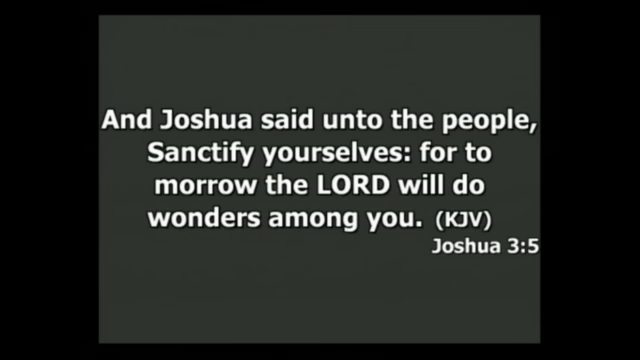 And Joshua said unto the people,
Sanctify yourselves: for to
morrow the LORD will do
wonders among you. (KJV)
Joshua 3:5